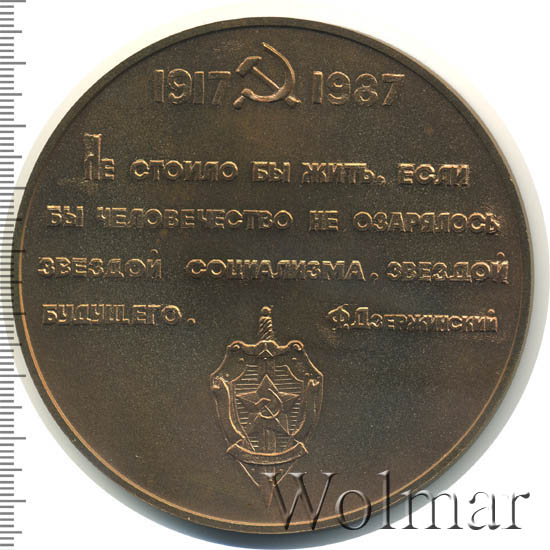 1917 1987
Не стоило бы жить, если
бы человечество не озарялось
звездой социализма, звездой
будущего. Ф.Дзержинский
Wolmar